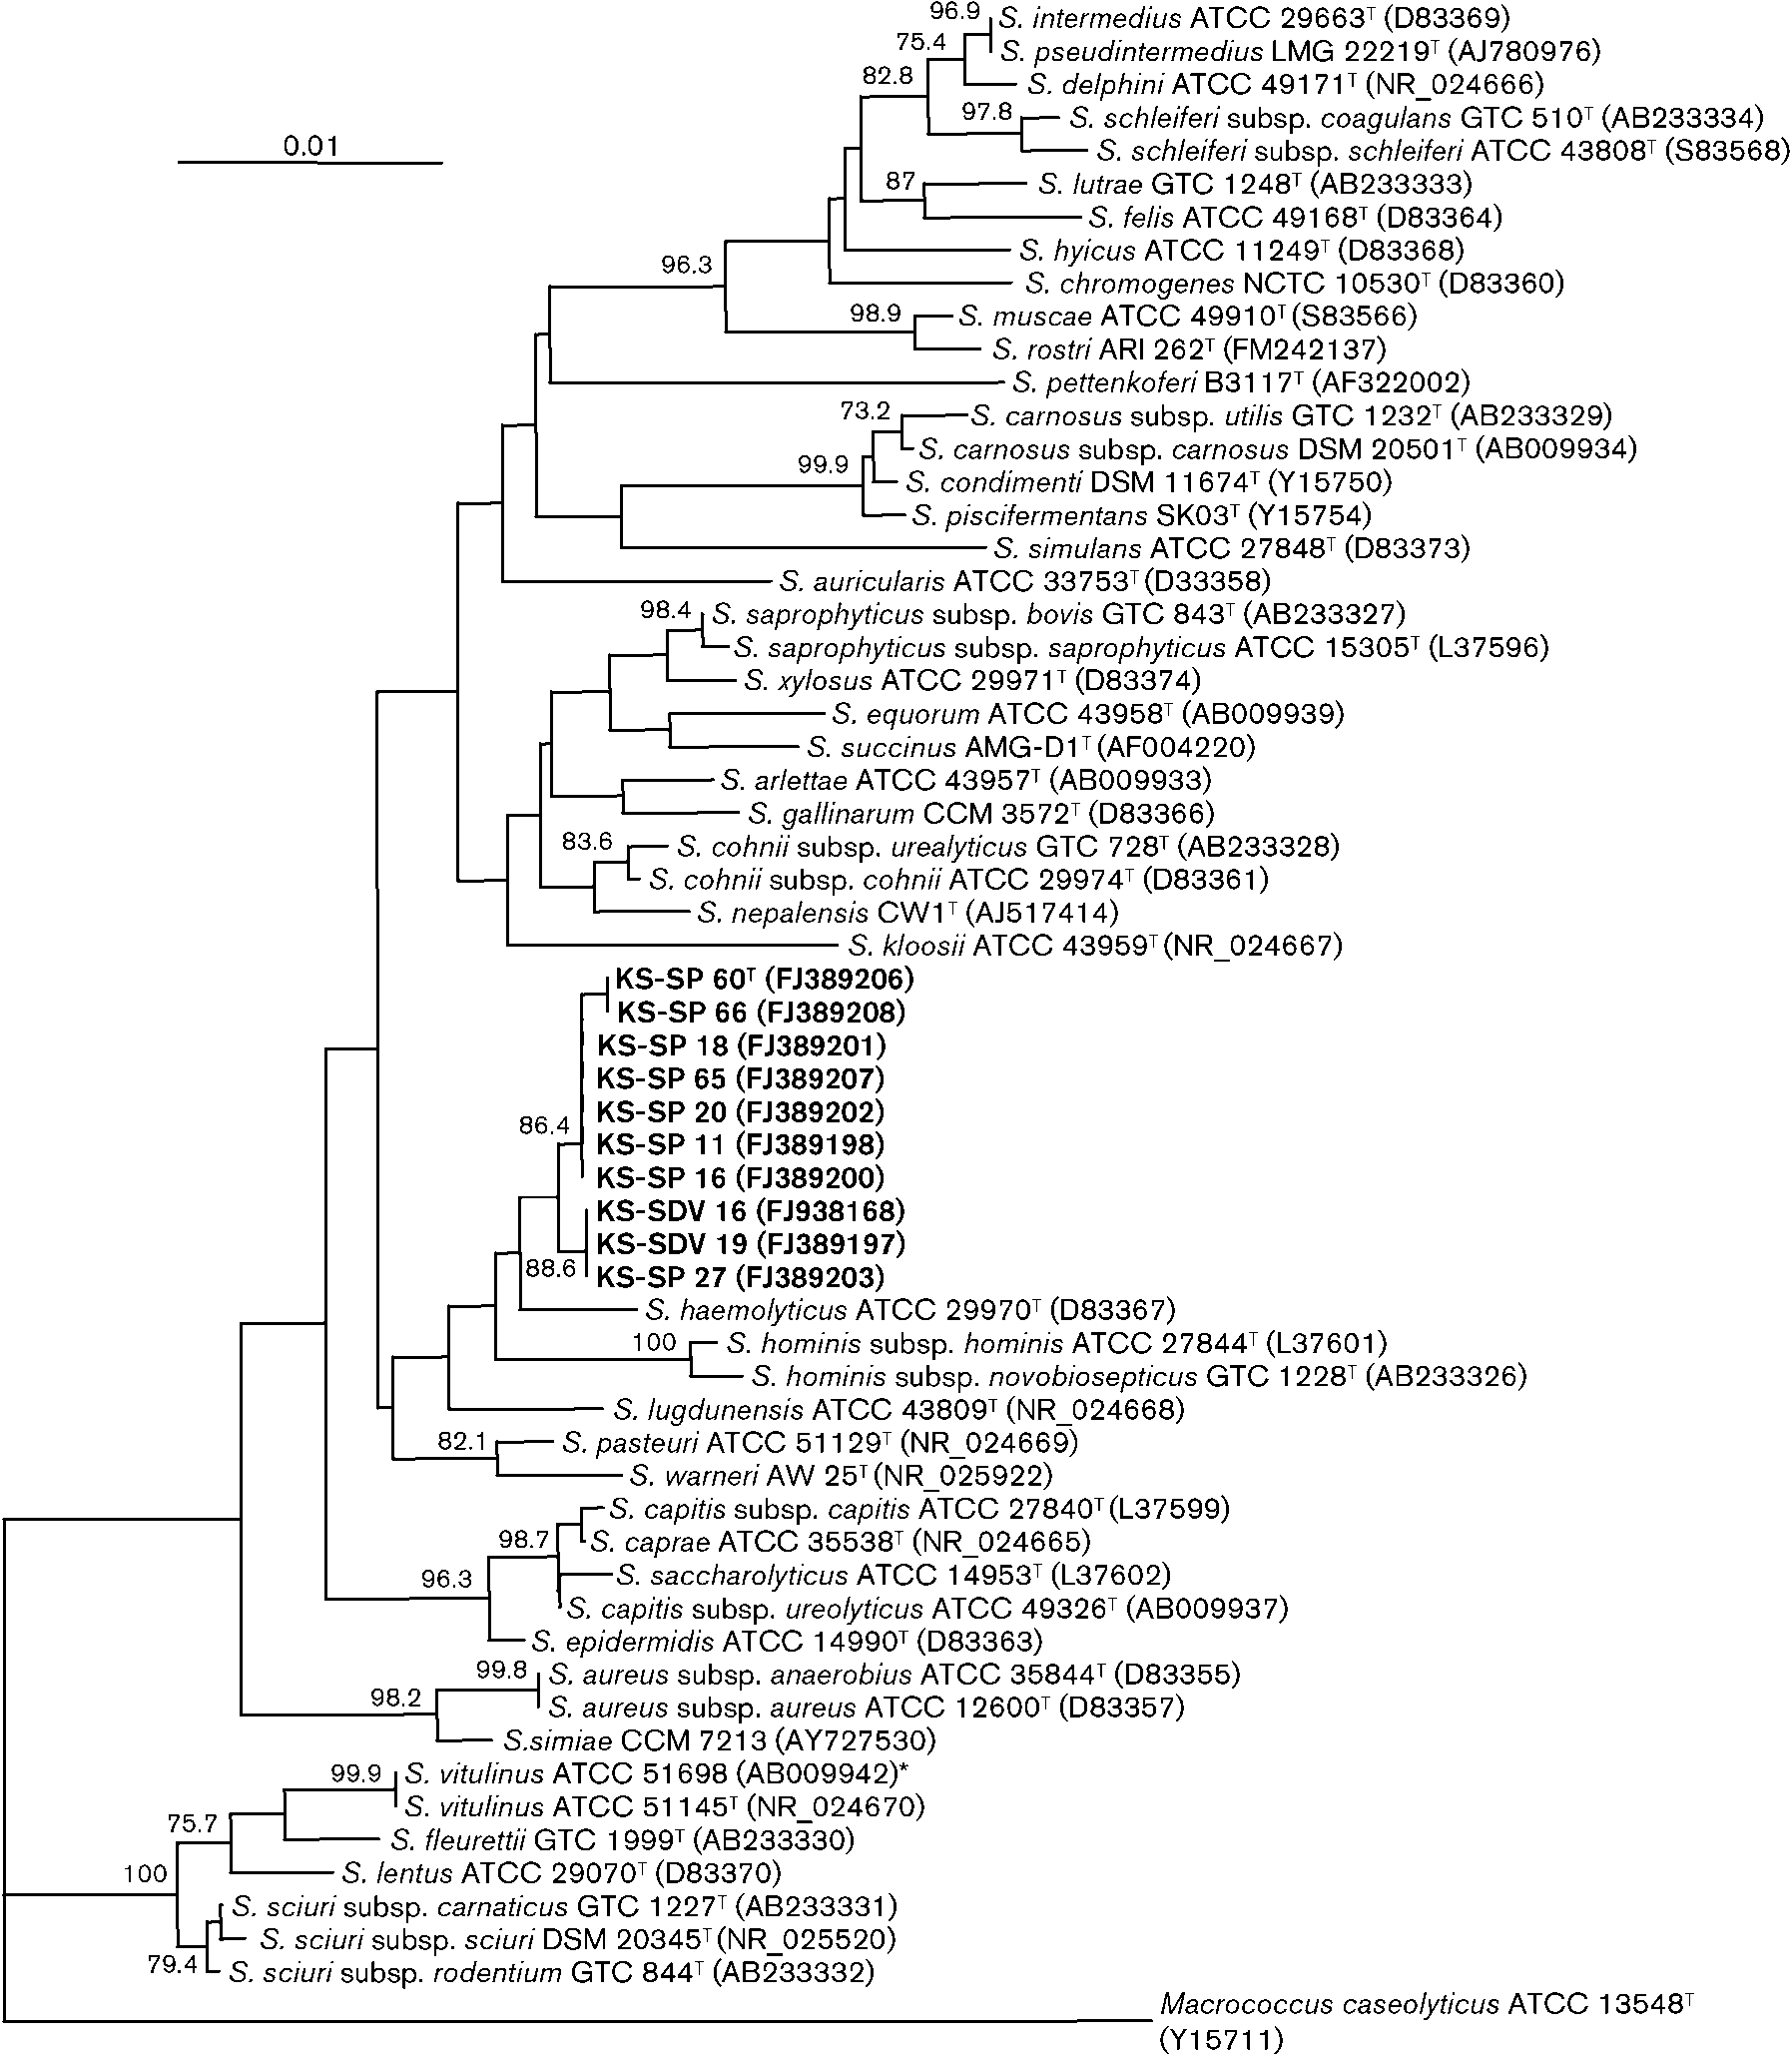 96.9
S. intermedius ATCC 29663ᵀ (D83369)
75.4
S. pseudintermedius LMG 22219ᵀ (AJ780976)
82.8
S. delphini ATCC 49171ᵀ (NR_024666)
97.8
S. schleiferi subsp. coagulans GTC 510ᵀ (AB233334)
0.01
S. schleiferi subsp. schleiferi ATCC 43808ᵀ (S83568)
87
S. lutrae GTC 1248ᵀ (AB233333)
S. felis ATCC 49168ᵀ (D83364)
S. hyicus ATCC 11249ᵀ (D83368)
96.3
S. chromogenes NCTC 10530ᵀ (D83360)
98.9
S. muscae ATCC 49910ᵀ (S83566)
S. rostri ARI 262ᵀ (FM242137)
S. pettenkoferi B3117ᵀ (AF322002)
73.2
S. carnosus subsp. utilis GTC 1232ᵀ (AB233329)
S. carnosus subsp. carnosus DSM 20501ᵀ (AB009934)
99.9
S. condimenti DSM 11674ᵀ (Y15750)
S. piscifermentans SK03ᵀ (Y15754)
S. simulans ATCC 27848ᵀ (D83373)
S. auricularis ATCC 33753ᵀ (D33358)
98.4
S. saprophyticus subsp. bovis GTC 843ᵀ (AB233327)
S. saprophyticus subsp. saprophyticus ATCC 15305ᵀ (L37596)
S. xylosus ATCC 29971ᵀ (D83374)
S. equorum ATCC 43958ᵀ (AB009939)
S. succinus AMG-D1ᵀ (AF004220)
S. arlettae ATCC 43957ᵀ (AB009933)
S. gallinarum CCM 3572ᵀ (D83366)
83.6
S. cohnii subsp. urealyticus GTC 728ᵀ (AB233328)
S. cohnii subsp. cohnii ATCC 29974ᵀ (D83361)
S. nepalensis CW1ᵀ (AJ517414)
S. kloosii ATCC 43959ᵀ (NR_024667)
KS-SP 60ᵀ (FJ389206)
KS-SP 66 (FJ389208)
KS-SP 18 (FJ389201)
KS-SP 65 (FJ389207)
KS-SP 20 (FJ389202)
86.4
KS-SP 11 (FJ389198)
KS-SP 16 (FJ389200)
KS-SDV 16 (FJ938168)
KS-SDV 19 (FJ389197)
88.6
KS-SP 27 (FJ389203)
S. haemolyticus ATCC 29970ᵀ (D83367)
100
S. hominis subsp. hominis ATCC 27844ᵀ (L37601)
S. hominis subsp. novobiosepticus GTC 1228ᵀ (AB233326)
S. lugdunensis ATCC 43809ᵀ (NR_024668)
82.1
S. pasteuri ATCC 51129ᵀ (NR_024669)
S. warneri AW 25ᵀ (NR_025922)
S. capitis subsp. capitis ATCC 27840ᵀ (L37599)
98.7
S. caprae ATCC 35538ᵀ (NR_024665)
96.3
S. saccharolyticus ATCC 14953ᵀ (L37602)
S. capitis subsp. ureolyticus ATCC 49326ᵀ (AB009937)
S. epidermidis ATCC 14990ᵀ (D83363)
99.8
S. aureus subsp. anaerobius ATCC 35844ᵀ (D83355)
98.2
S. aureus subsp. aureus ATCC 12600ᵀ (D83357)
S.simiae CCM 7213 (AY727530)
99.9
S. vitulinus ATCC 51698 (AB009942)*
S. vitulinus ATCC 51145ᵀ (NR_024670)
75.7
S. fleurettii GTC 1999ᵀ (AB233330)
100
S. lentus ATCC 29070ᵀ (D83370)
S. sciuri subsp. carnaticus GTC 1227ᵀ (AB233331)
S. sciuri subsp. sciuri DSM 20345ᵀ (NR_025520)
79.4
S. sciuri subsp. rodentium GTC 844ᵀ (AB233332)
Macrococcus caseolyticus ATCC 13548ᵀ
(Y15711)